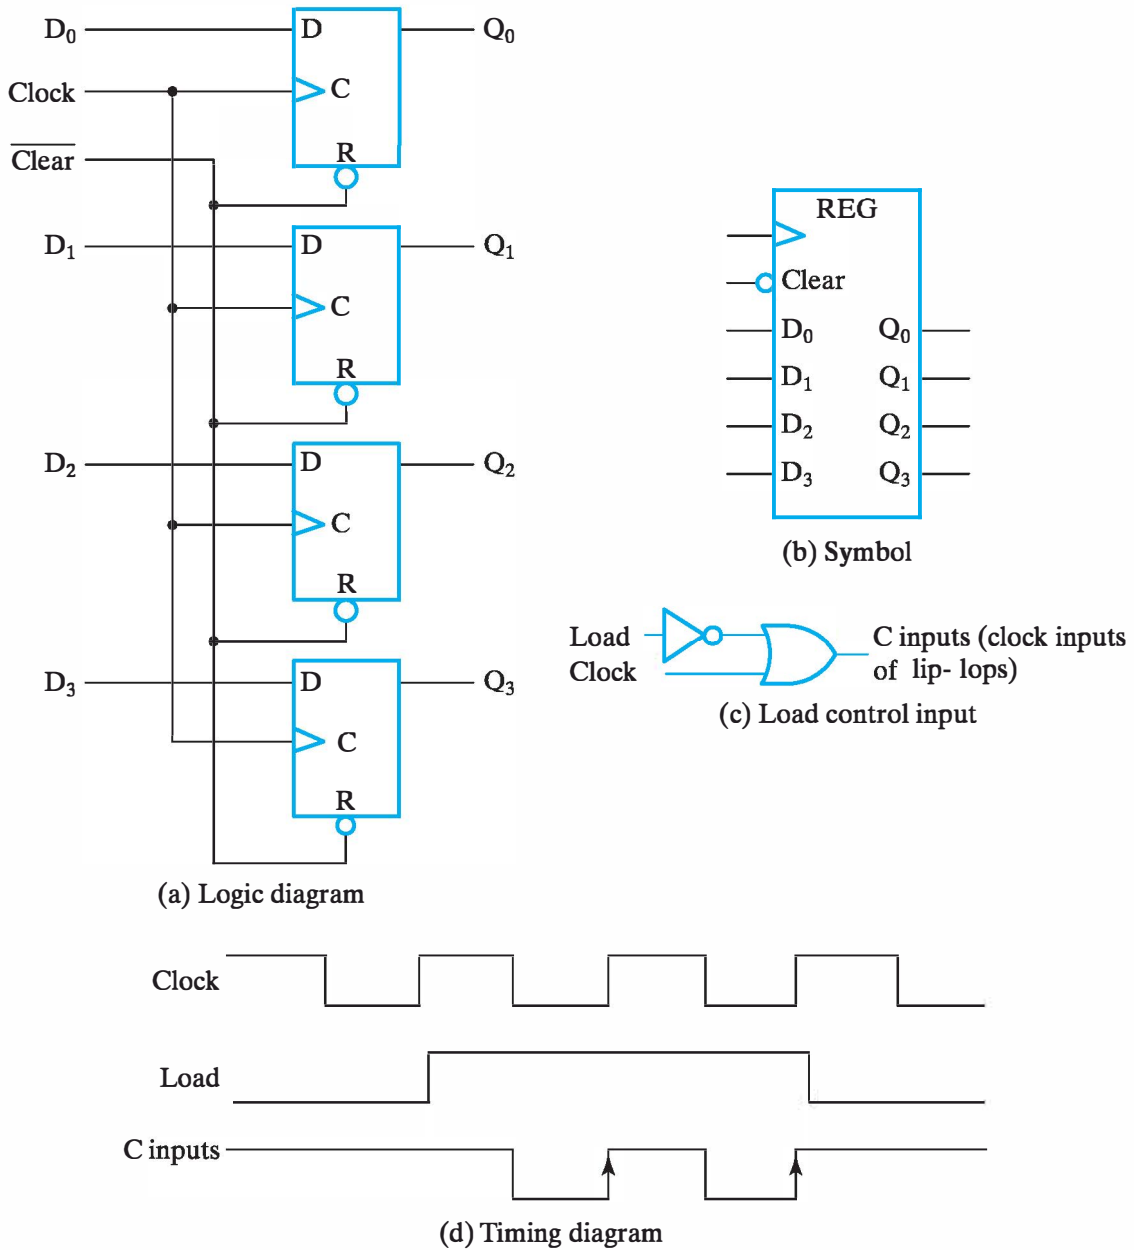 D0 D Q0
Clock C
Clear R
D1 D Q1
C
R
D2 D Q2
C
R
D3 D Q3
C
R
(a) Logic diagram
REG
Clear
D0 Q0
D1 Q1
D2 Q2
D3 Q3
(b) Symbol
Load
Clock
C inputs (clock inputs
of lip- lops)
(c) Load control input
Clock
Load
C inputs
(d) Timing diagram